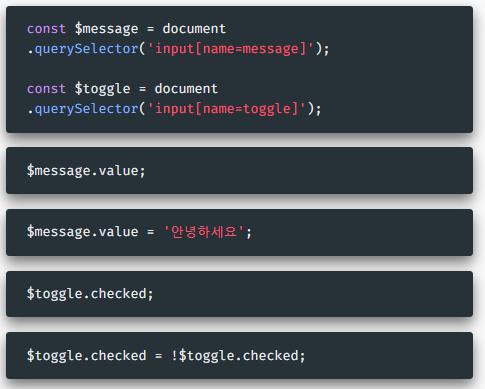 const $message = document
.querySelector('input[name=message]');
const $toggle = document
.querySelector('input[name=toggle]');
$message.value;
$message.value = '안녕하세요';
$toggle.checked;
$toggle.checked = !$toggle.checked;